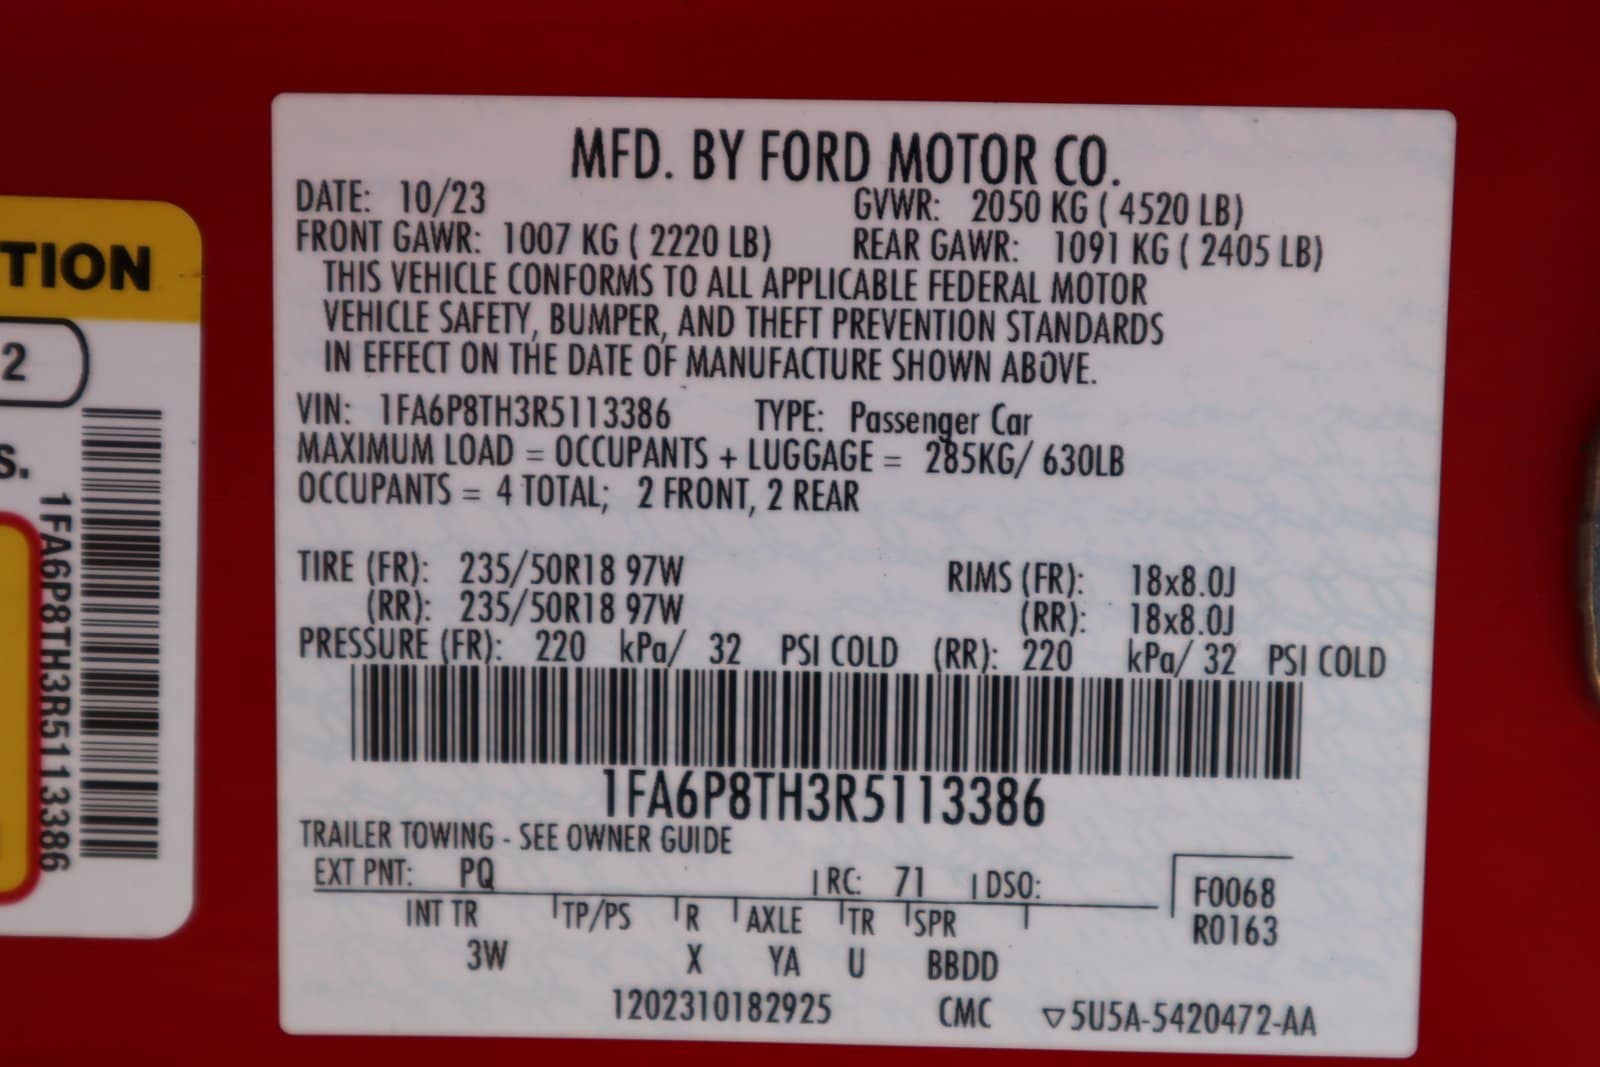 TION
2
S.
1FA6P8TH3R5113386
MFD. BY FORD MOTOR CO.
DATE: 10/23 GVWR: 2050 KG ( 4520 LB)
FRONT GAWR: 1007 KG ( 2220 LB) REAR GAWR: 1091 KG ( 2405 LB)
THIS VEHICLE CONFORMS TO ALL APPLICABLE FEDERAL MOTOR
VEHICLE SAFETY, BUMPER, AND THEFT PREVENTION STANDARDS
IN EFFECT ON THE DATE OF MANUFACTURE SHOWN ABOVE.
VIN: 1FA6P8TH3R5113386 TYPE: Passenger Car
MAXIMUM LOAD = OCCUPANTS + LUGGAGE = 285KG/ 630LB
OCCUPANTS = 4 TOTAL; 2 FRONT, 2 REAR
TIRE (FR): 235/50R18 97W RIMS (FR): 18x8.0J
(RR): 235/50R18 97W (RR): 18x8.0J
PRESSURE (FR): 220 kPa/ 32 PSI COLD (RR): 220 kPa/ 32 PSI COLD
1FA6P8TH3R5113386
TRAILER TOWING - SEE OWNER GUIDE
EXT PNT: PQ RC: 71 DSO: F0068
INT TR TP/PS R AXLE TR SPR R0163
3W X YA U BBDD
1202310182925 CMC ▽5U5A-5420472-AA